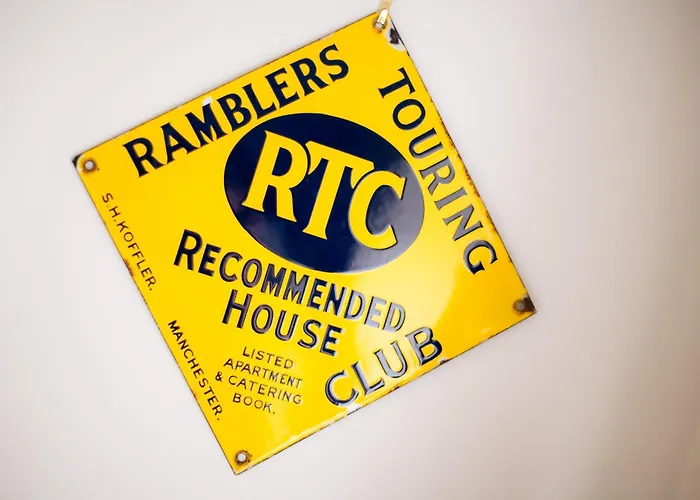 RAMBLERS
TOURING
CLUB
RTC
RECOMMENDED
HOUSE
LISTED
APARTMENT
& CATERING
BOOK.
S.H.KOFFLER.
MANCHESTER.